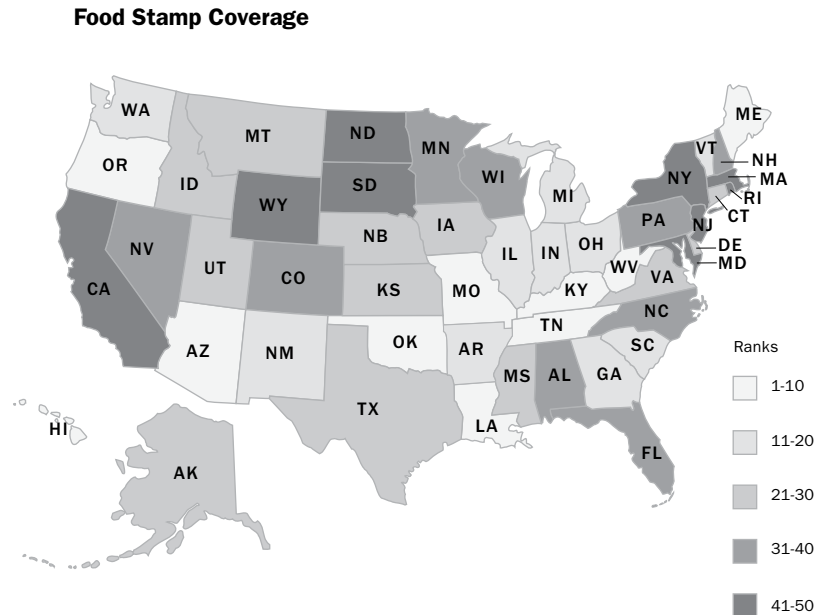 Food Stamp Coverage
WA
OR
CA
NV
ID
MT
WY
UT
CO
AZ
NM
ND
SD
NB
KS
OK
TX
MN
IA
MO
AR
LA
WI
IL
MI
IN
OH
KY
TN
MS
AL
GA
FL
SC
NC
VA
WV
PA
NY
VT
ME
NH
MA
RI
CT
NJ
DE
MD
HI
AK
Ranks
1-10
11-20
21-30
31-40
41-50